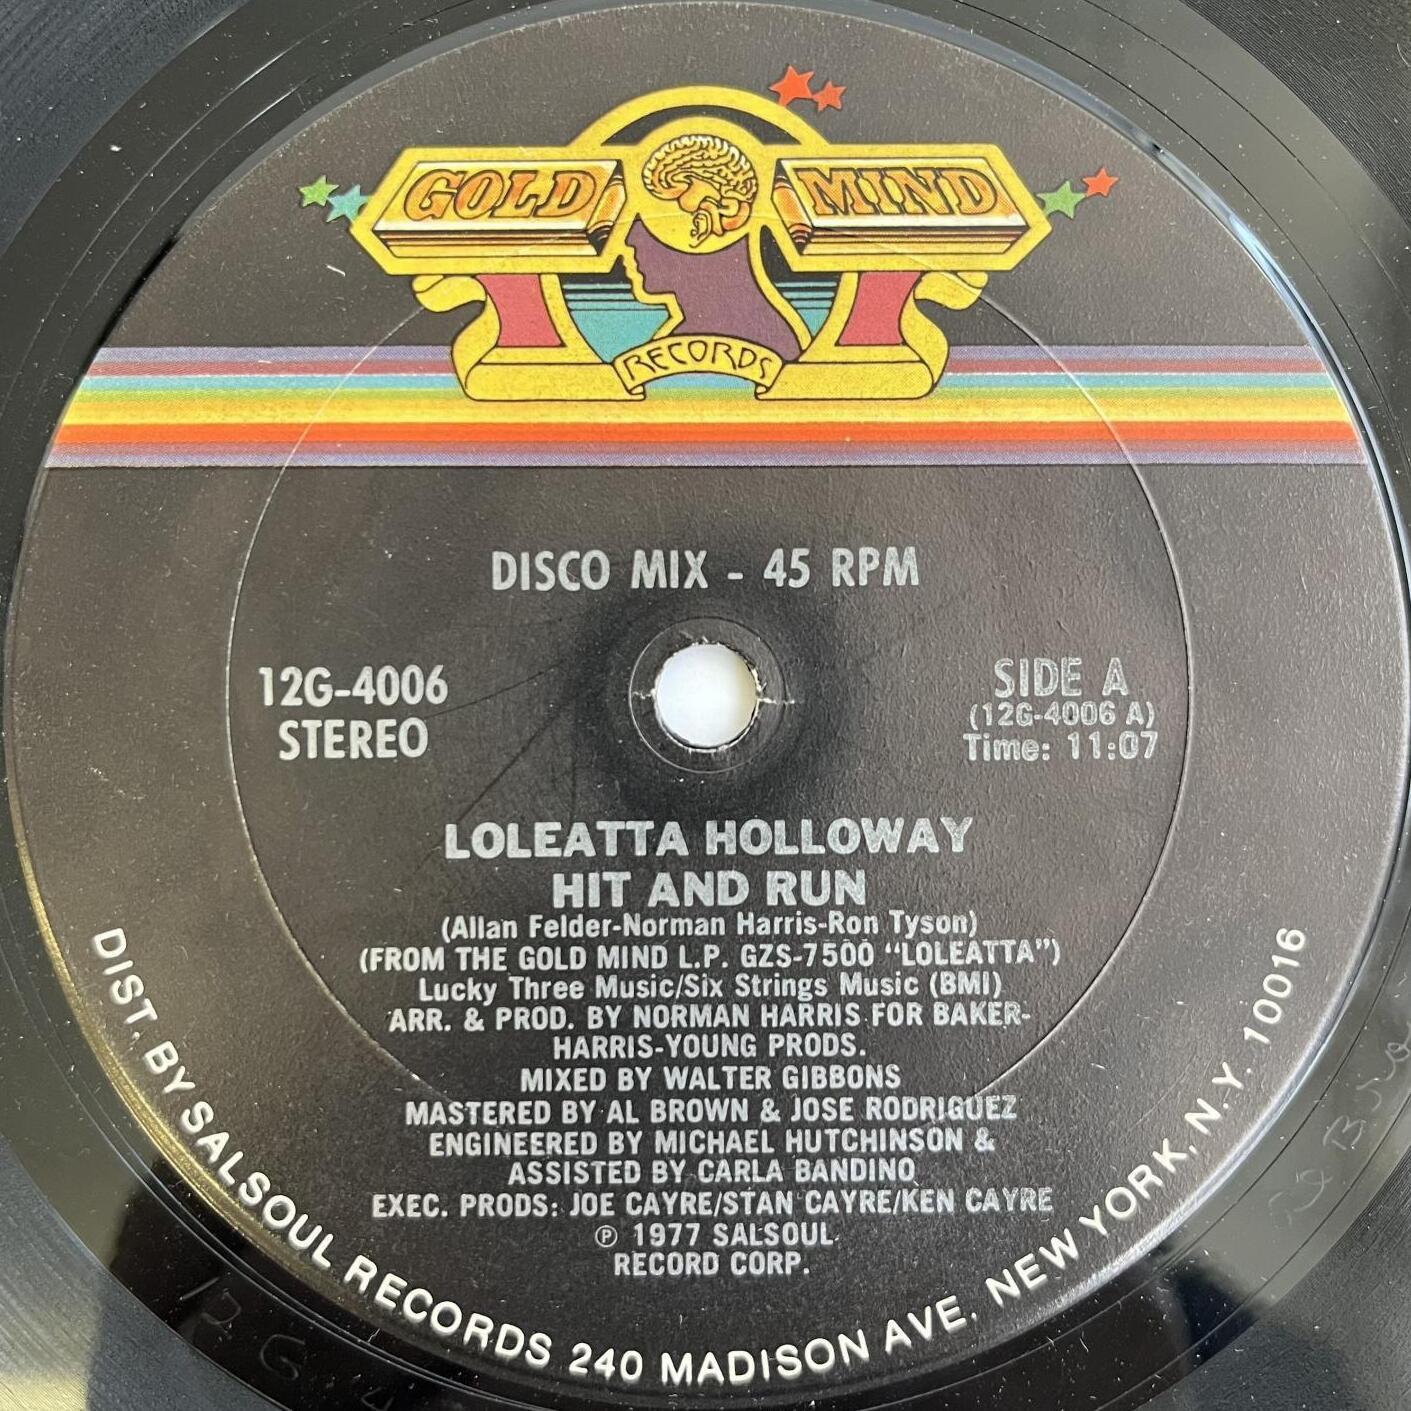 GOLD MIND
RECORDS
DISCO MIX - 45 RPM
12G-4006
STEREO
SIDE A
(12G-4006 A)
Time: 11:07
LOLEATTA HOLLOWAY
HIT AND RUN
(Allan Felder-Norman Harris-Ron Tyson)
(FROM THE GOLD MIND L.P. GZS-7500 “LOLEATTA”)
Lucky Three Music/Six Strings Music (BMI)
ARR. & PROD. BY NORMAN HARRIS FOR BAKER-
HARRIS-YOUNG PRODS.
MIXED BY WALTER GIBBONS
MASTERED BY AL BROWN & JOSE RODRIGUEZ
ENGINEERED BY MICHAEL HUTCHINSON &
ASSISTED BY CARLA BANDINO
EXEC. PRODS: JOE CAYRE/STAN CAYRE/KEN CAYRE
℗ 1977 SALSOUL
RECORD CORP.
DIST. BY SALSOUL RECORDS 240 MADISON AVE. NEW YORK, N.Y. 10016